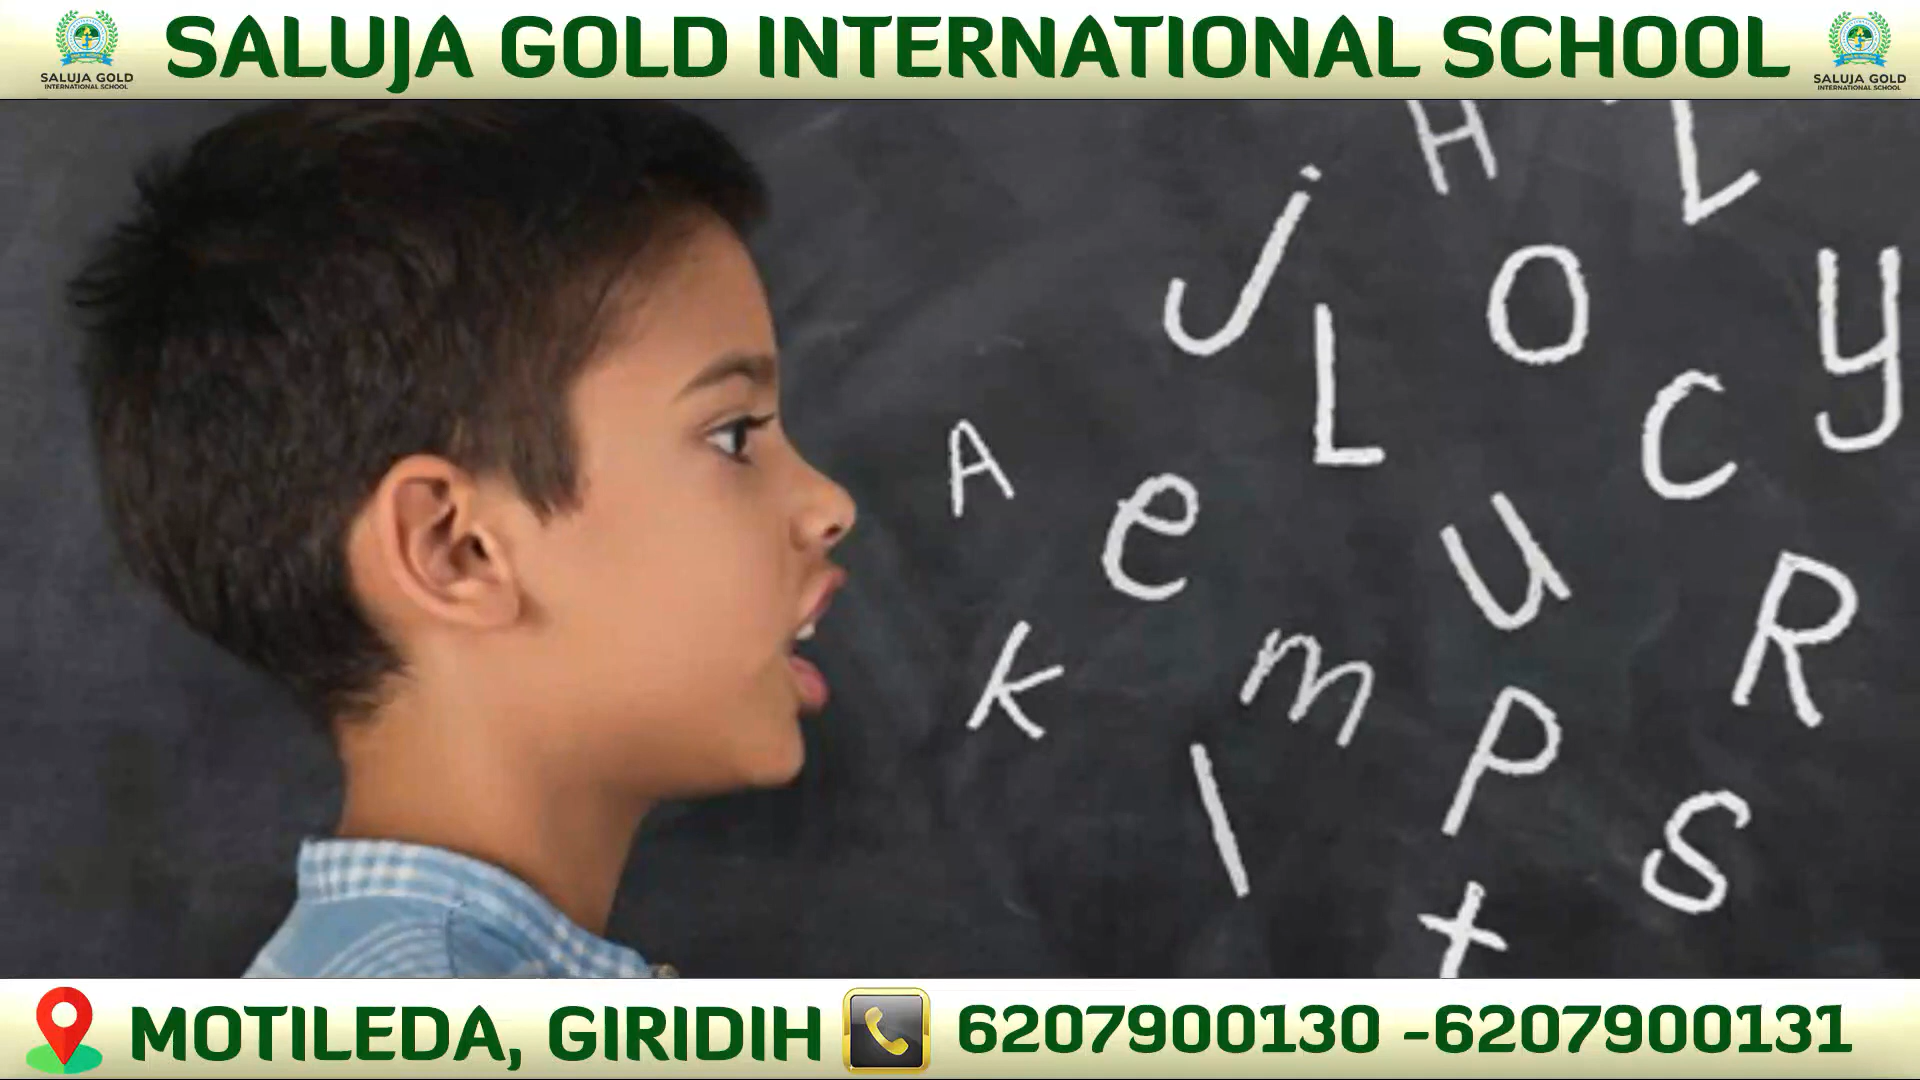 SALUJA GOLD
INTERNATIONAL SCHOOL
SALUJA GOLD INTERNATIONAL SCHOOL
SALUJA GOLD
INTERNATIONAL SCHOOL
H L
J O y
L C
A e u R
K m P
l S
t
MOTILEDA, GIRIDIH 6207900130 -6207900131